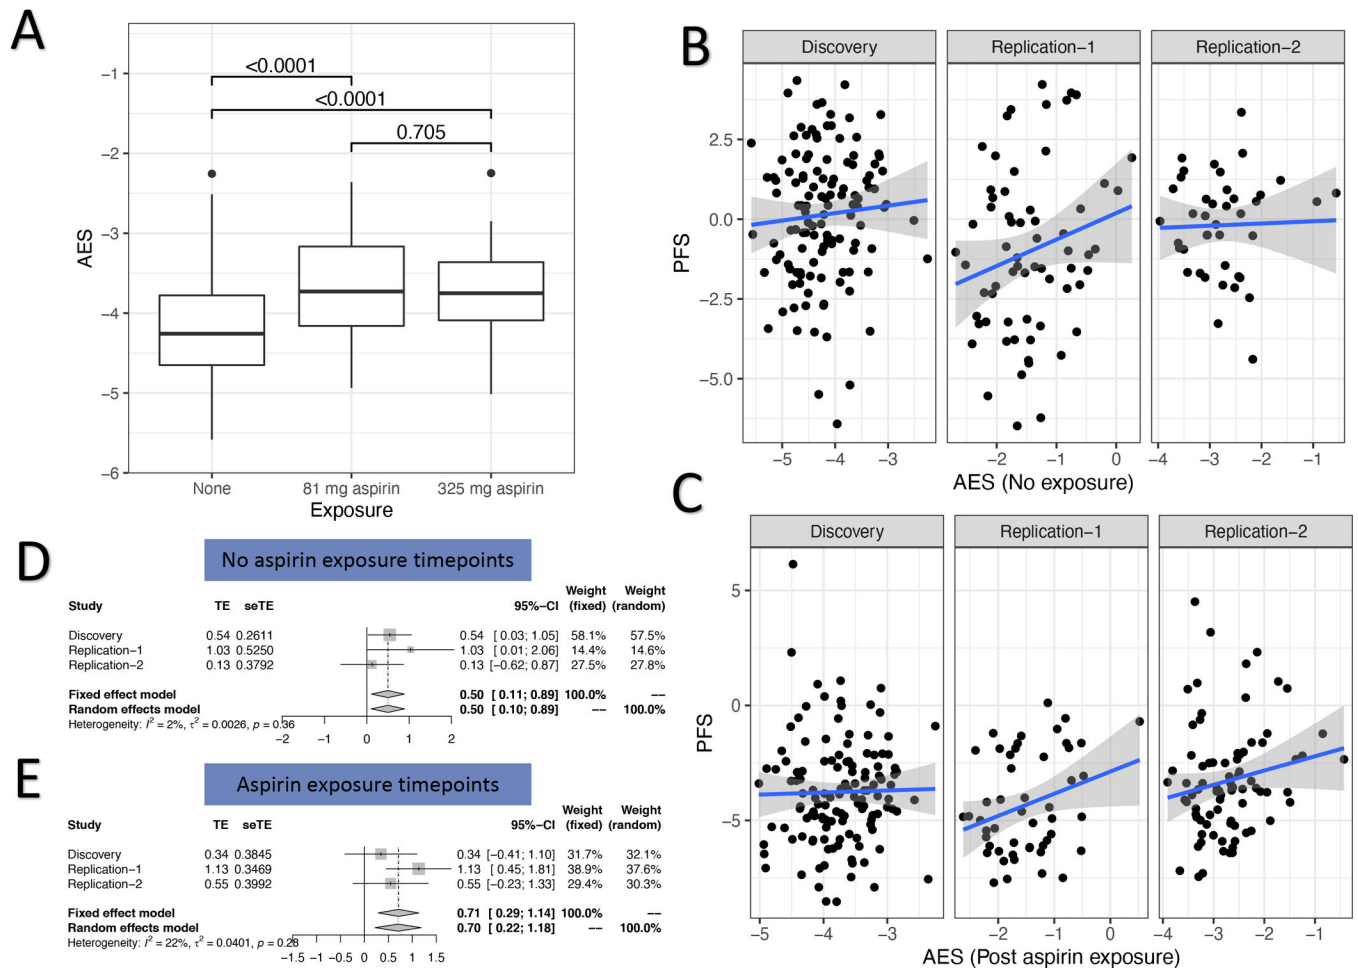 A
AES
−1
−2
−3
−4
−5
−6
<0.0001
<0.0001
0.705
None 81 mg aspirin 325 mg aspirin
Exposure
B
Discovery Replication−1 Replication−2
PFS
2.5
0.0
−2.5
−5.0
−5 −4 −3 −2 −1 0 −4 −3 −2 −1
AES (No exposure)
C
Discovery Replication−1 Replication−2
PFS
5
0
−5
−5 −4 −3 −2 −2 −1 0 −4 −3 −2 −1
AES (Post aspirin exposure)
D
No aspirin exposure timepoints
Weight Weight
Study TE seTE 95%−CI (fixed) (random)
Discovery 0.54 0.2611 0.54 [ 0.03; 1.05] 58.1% 57.5%
Replication−1 1.03 0.5250 1.03 [ 0.01; 2.06] 14.4% 14.6%
Replication−2 0.13 0.3792 0.13 [−0.62; 0.87] 27.5% 27.8%
Fixed effect model 0.50 [ 0.11; 0.89] 100.0% −−
Random effects model 0.50 [ 0.10; 0.89] −− 100.0%
Heterogeneity: I² = 2%, τ² = 0.0026, p = 0.36
−2 −1 0 1 2
E
Aspirin exposure timepoints
Weight Weight
Study TE seTE 95%−CI (fixed) (random)
Discovery 0.34 0.3845 0.34 [−0.41; 1.10] 31.7% 32.1%
Replication−1 1.13 0.3469 1.13 [ 0.45; 1.81] 38.9% 37.6%
Replication−2 0.55 0.3992 0.55 [−0.23; 1.33] 29.4% 30.3%
Fixed effect model 0.71 [ 0.29; 1.14] 100.0% −−
Random effects model 0.70 [ 0.22; 1.18] −− 100.0%
Heterogeneity: I² = 22%, τ² = 0.0401, p = 0.28
−1.5 −1 −0.5 0 0.5 1 1.5